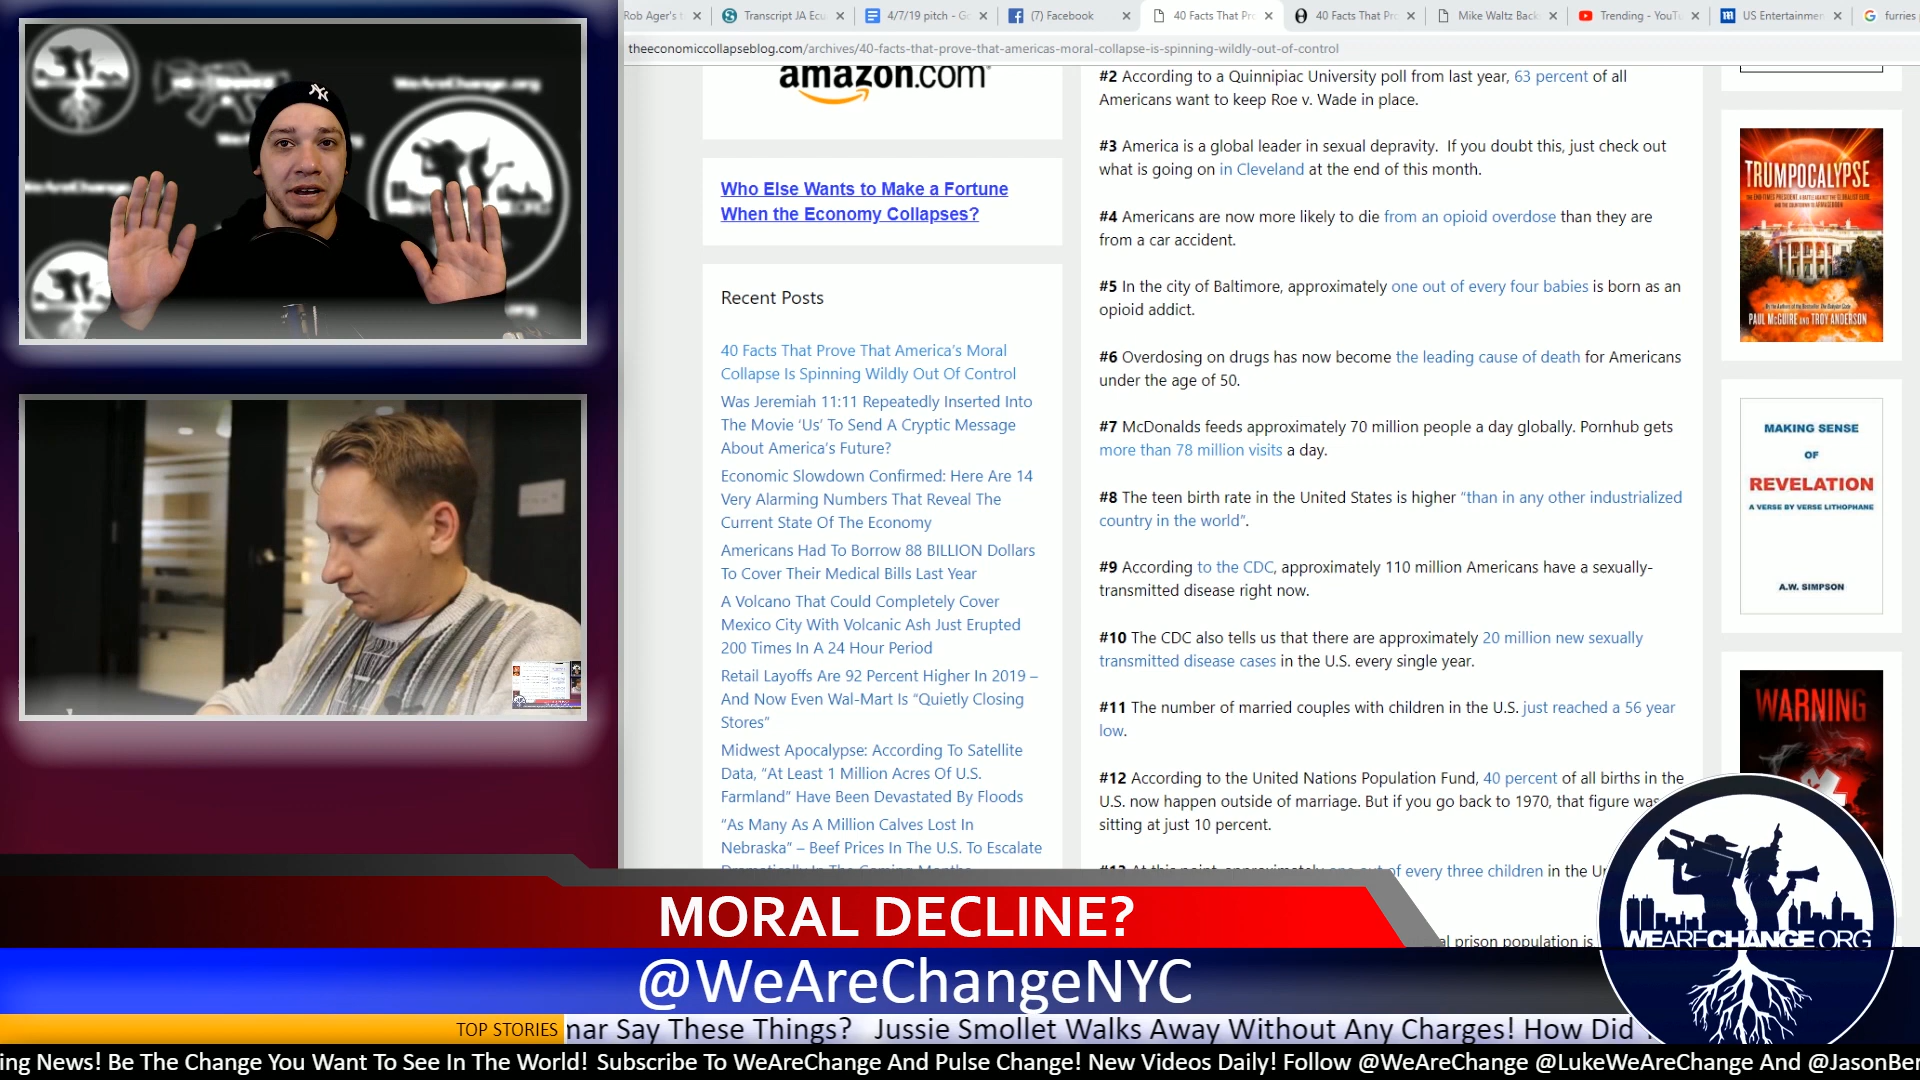 Rob Ager's
Transcript JA Ecu
4/7/19 pitch - Go
(7) Facebook
40 Facts That Pr
40 Facts That Pr
Mike Waltz Back
Trending - YouTu
US Entertainmen
furries
theeconomiccollapseblog.com/archives/40-facts-that-prove-that-americas-moral-collapse-is-spinning-wildly-out-of-control
WeAreChange.org
amazon.com
Who Else Wants to Make a Fortune
When the Economy Collapses?
Recent Posts
40 Facts That Prove That America's Moral
Collapse Is Spinning Wildly Out Of Control
Was Jeremiah 11:11 Repeatedly Inserted Into
The Movie 'Us' To Send A Cryptic Message
About America's Future?
Economic Slowdown Confirmed: Here Are 14
Very Alarming Numbers That Reveal The
Current State Of The Economy
Americans Had To Borrow 88 BILLION Dollars
To Cover Their Medical Bills Last Year
A Volcano That Could Completely Cover
Mexico City With Volcanic Ash Just Erupted
200 Times In A 24 Hour Period
Retail Layoffs Are 92 Percent Higher In 2019 –
And Now Even Wal-Mart Is “Quietly Closing
Stores”
Midwest Apocalypse: According To Satellite
Data, “At Least 1 Million Acres Of U.S.
Farmland” Have Been Devastated By Floods
“As Many As A Million Calves Lost In
Nebraska” – Beef Prices In The U.S. To Escalate
#2 According to a Quinnipiac University poll from last year, 63 percent of all
Americans want to keep Roe v. Wade in place.
#3 America is a global leader in sexual depravity.  If you doubt this, just check out
what is going on in Cleveland at the end of this month.
#4 Americans are now more likely to die from an opioid overdose than they are
from a car accident.
#5 In the city of Baltimore, approximately one out of every four babies is born as an
opioid addict.
#6 Overdosing on drugs has now become the leading cause of death for Americans
under the age of 50.
#7 McDonalds feeds approximately 70 million people a day globally. Pornhub gets
more than 78 million visits a day.
#8 The teen birth rate in the United States is higher “than in any other industrialized
country in the world”.
#9 According to the CDC, approximately 110 million Americans have a sexually-
transmitted disease right now.
#10 The CDC also tells us that there are approximately 20 million new sexually
transmitted disease cases in the U.S. every single year.
#11 The number of married couples with children in the U.S. just reached a 56 year
low.
#12 According to the United Nations Population Fund, 40 percent of all births in the
U.S. now happen outside of marriage. But if you go back to 1970, that figure was
sitting at just 10 percent.
of every three children in the
prison population is
TRUMPOCALYPSE
PAUL McGUIRE AND TROY ANDERSON
MAKING SENSE
OF
REVELATION
A VERSE BY VERSE LITHOPHANE
A.W. SIMPSON
WARNING
MORAL DECLINE?
@WeAreChangeNYC
WEARECHANGE.ORG
TOP STORIES
mar Say These Things?   Jussie Smollet Walks Away Without Any Charges! How Did
ing News! Be The Change You Want To See In The World! Subscribe To WeAreChange And Pulse Change! New Videos Daily! Follow @WeAreChange @LukeWeAreChange And @JasonBer